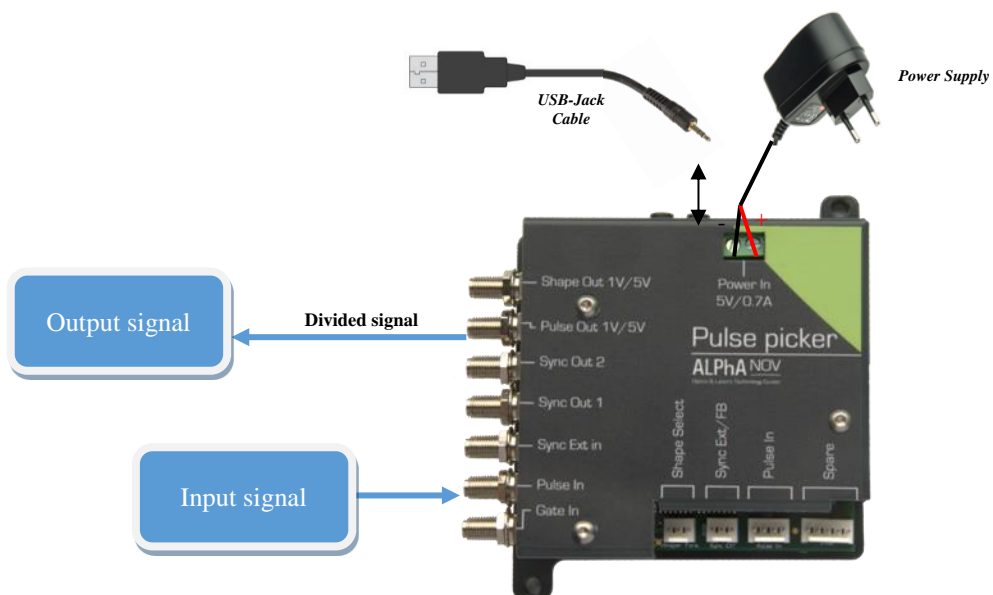 USB-Jack
Cable
Power Supply
-
+
Shape Out 1V/5V
Power In
5V/0.7A
Output signal
Divided signal
Pulse Out 1V/5V
Pulse picker
Sync Out 2
ALPhA NOV
Sync Out 1
Shape Select
Sync Ext/FB
Pulse In
Spare
Sync Ext in
Input signal
Pulse In
Gate In
Pulse In